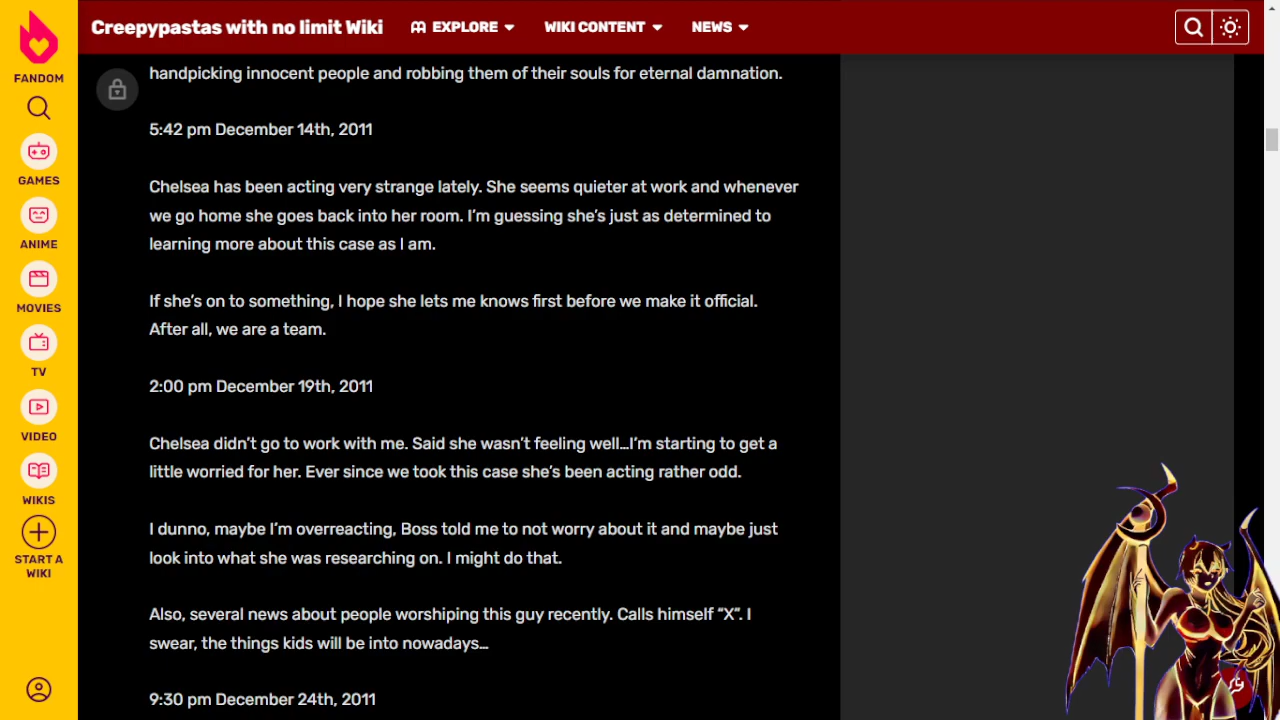 Creepypastas with no limit Wiki
EXPLORE
WIKI CONTENT
NEWS
FANDOM
GAMES
ANIME
MOVIES
TV
VIDEO
WIKIS
START A
WIKI
handpicking innocent people and robbing them of their souls for eternal damnation.
5:42 pm December 14th, 2011
Chelsea has been acting very strange lately. She seems quieter at work and whenever
we go home she goes back into her room. I’m guessing she’s just as determined to
learning more about this case as I am.
If she’s on to something, I hope she lets me knows first before we make it official.
After all, we are a team.
2:00 pm December 19th, 2011
Chelsea didn’t go to work with me. Said she wasn’t feeling well…I’m starting to get a
little worried for her. Ever since we took this case she’s been acting rather odd.
I dunno, maybe I’m overreacting, Boss told me to not worry about it and maybe just
look into what she was researching on. I might do that.
Also, several news about people worshiping this guy recently. Calls himself “X”. I
swear, the things kids will be into nowadays…
9:30 pm December 24th, 2011